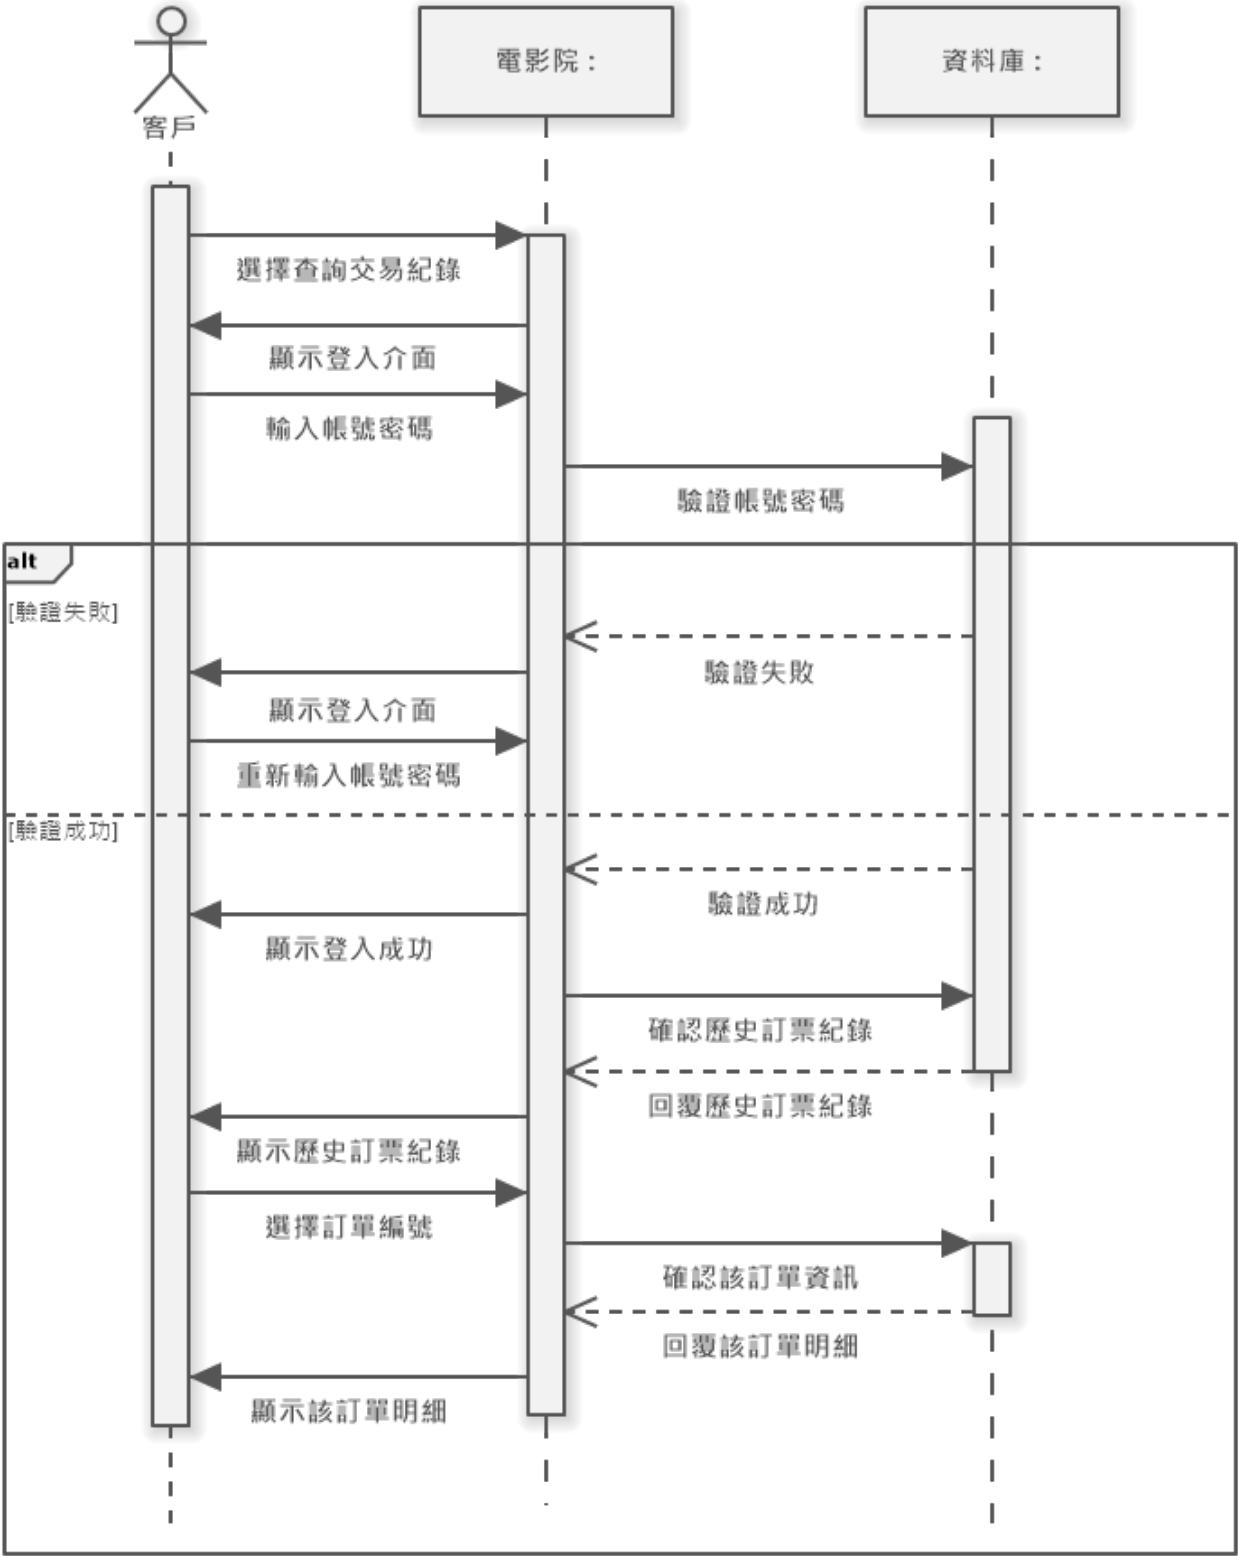 客戶
電影院：
資料庫：
選擇查詢交易紀錄
顯示登入介面
輸入帳號密碼
驗證帳號密碼
alt
[驗證失敗]
驗證失敗
顯示登入介面
重新輸入帳號密碼
[驗證成功]
驗證成功
顯示登入成功
確認歷史訂票紀錄
回覆歷史訂票紀錄
顯示歷史訂票紀錄
選擇訂單編號
確認該訂單資訊
回覆該訂單明細
顯示該訂單明細